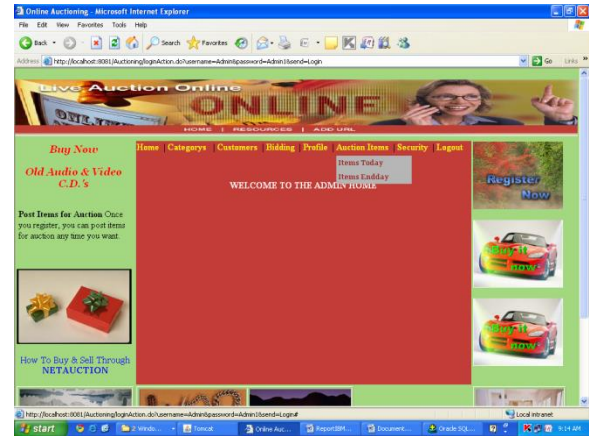 Online Auctioning - Microsoft Internet Explorer
File Edit View Favorites Tools Help
Back Search Favorites
Address http://localhost:8081/Auctioning/loginAction.do?username=Admin&password=Admin1&send=Login Go Links
Live Auction Online
ONLINE
HOME | RESOURCES | ADD URL
Buy Now
Old Audio & Video
C.D.'s
Post Items for Auction Once
you register, you can post items
for auction any time you want.
How To Buy & Sell Through
NETAUCTION
Home | Categorys | Customers | Bidding | Profile | Auction Items | Security | Logout
Items Today
Items Endday
WELCOME TO THE ADMIN HOME
Register
Now
Buy it
now
Buy it
now
http://localhost:8081/Auctioning/loginAction.do?username=Admin&password=Admin1&send=Login#
Local intranet
start 2 Windo... Tomcat Online Auc... ReportIBM... Document... Oracle SQL... 9:14 AM